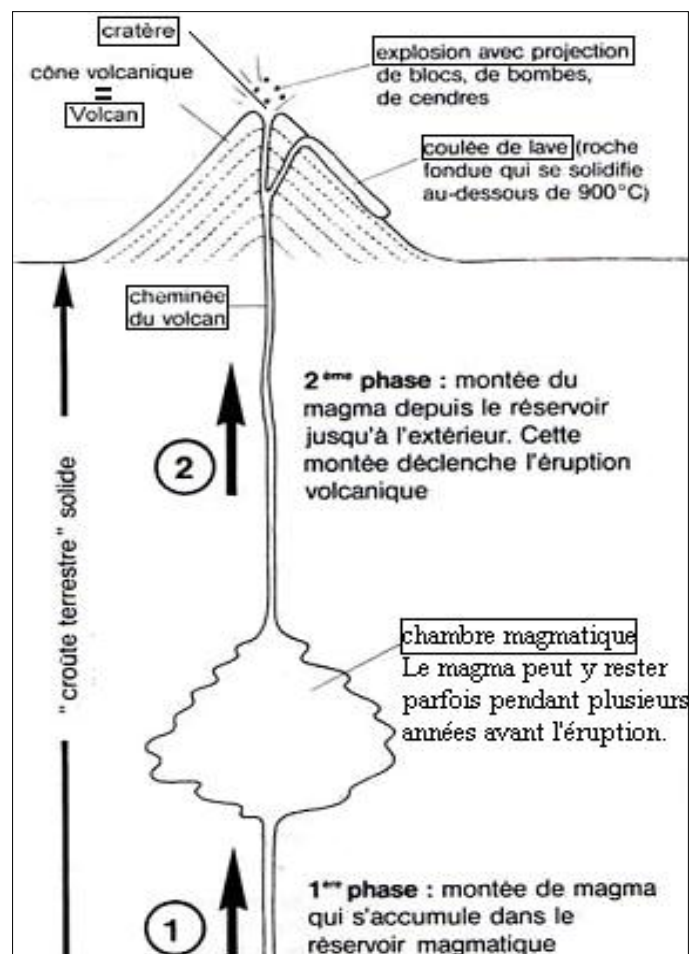 cratère
explosion avec projection
de blocs, de bombes,
de cendres
cône volcanique
=
Volcan
coulée de lave (roche
fondue qui se solidifie
au-dessous de 900°C)
cheminée
du volcan
2ème phase : montée du
magma depuis le réservoir
jusqu'à l'extérieur. Cette
montée déclenche l'éruption
volcanique
2
"croûte terrestre" solide
chambre magmatique
Le magma peut y rester
parfois pendant plusieurs
années avant l'éruption.
1ère phase : montée de magma
qui s'accumule dans le
réservoir magmatique
1